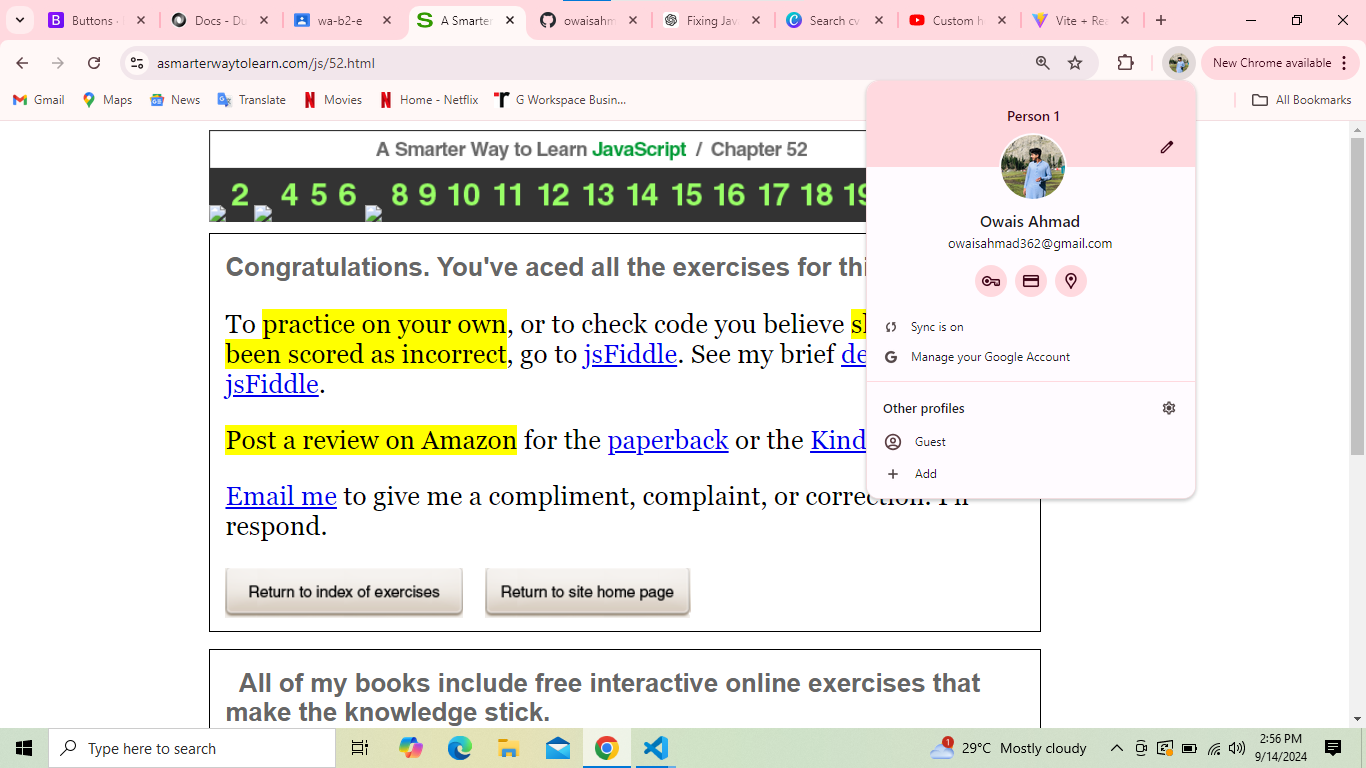 Buttons
Docs - Du
wa-b2-e
A Smarter
owaisahm
Fixing Jav
Search cv
Custom h
Vite + Rea
asmarterwaytolearn.com/js/52.html
New Chrome available
Gmail
Maps
News
Translate
Movies
Home - Netflix
G Workspace Busin...
All Bookmarks
A Smarter Way to Learn JavaScript / Chapter 52
2 4 5 6 8 9 10 11 12 13 14 15 16 17 18 19
Congratulations. You've aced all the exercises for thi
To practice on your own, or to check code you believe
been scored as incorrect, go to jsFiddle. See my brief de
jsFiddle.
Post a review on Amazon for the paperback or the Kind
Email me to give me a compliment, complaint, or correction. I'll
respond.
Return to index of exercises
Return to site home page
All of my books include free interactive online exercises that
make the knowledge stick.
Person 1
Owais Ahmad
owaisahmad362@gmail.com
Sync is on
Manage your Google Account
Other profiles
Guest
Add
Type here to search
1
29°C Mostly cloudy
2:56 PM
9/14/2024